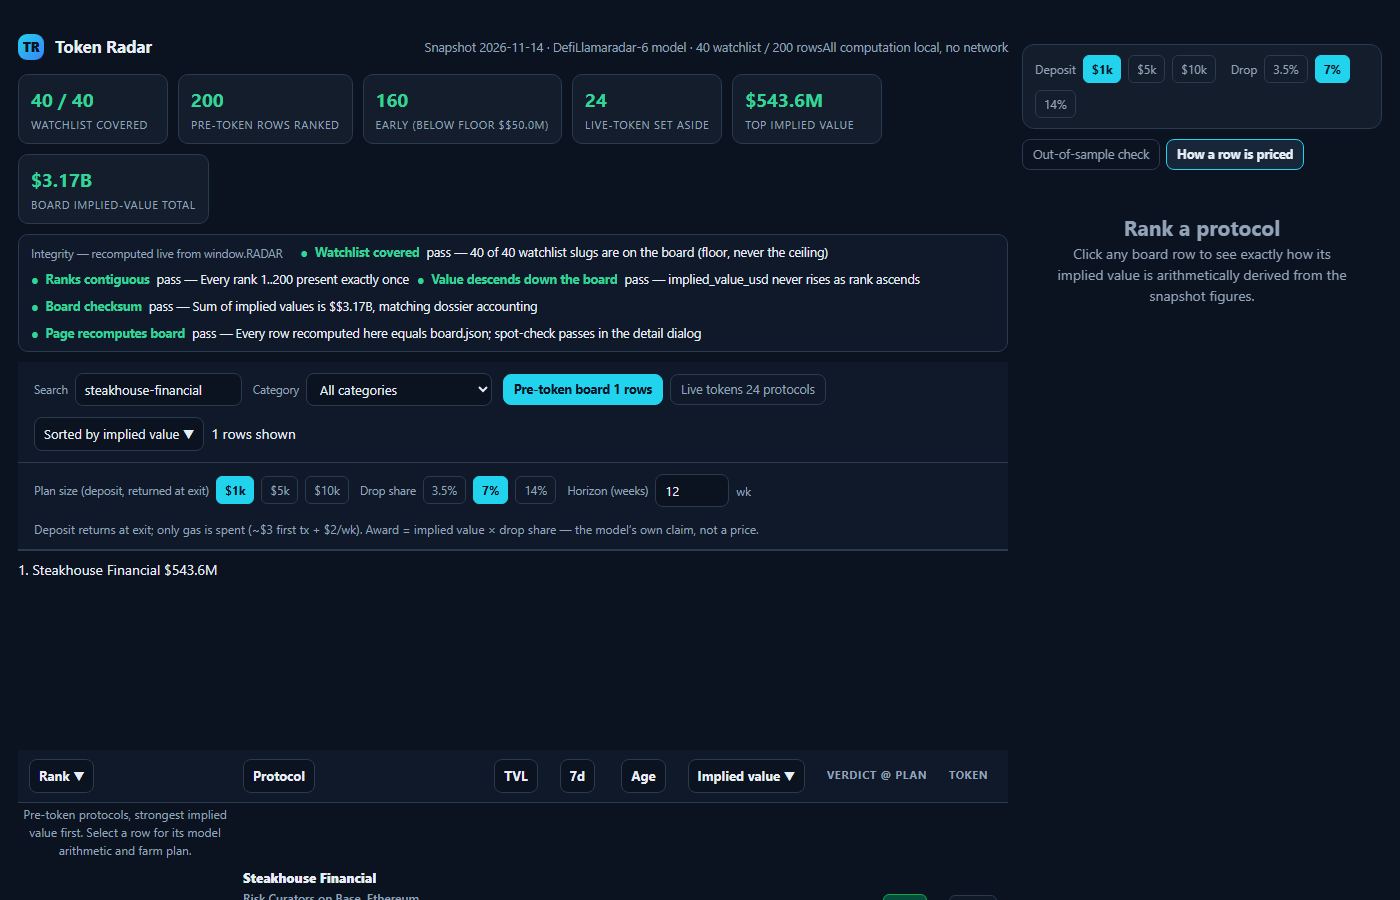 TR Token Radar
Snapshot 2026-11-14 · DefiLlamaradar-6 model · 40 watchlist / 200 rowsAll computation local, no network
40 / 40
WATCHLIST COVERED
200
PRE-TOKEN ROWS RANKED
160
EARLY (BELOW FLOOR $$50.0M)
24
LIVE-TOKEN SET ASIDE
$543.6M
TOP IMPLIED VALUE
$3.17B
BOARD IMPLIED-VALUE TOTAL
Integrity — recomputed live from window.RADAR ● Watchlist covered pass — 40 of 40 watchlist slugs are on the board (floor, never the ceiling)
● Ranks contiguous pass — Every rank 1..200 present exactly once ● Value descends down the board pass — implied_value_usd never rises as rank ascends
● Board checksum pass — Sum of implied values is $$3.17B, matching dossier accounting
● Page recomputes board pass — Every row recomputed here equals board.json; spot-check passes in the detail dialog
Search steakhouse-financial Category All categories Pre-token board 1 rows Live tokens 24 protocols
Sorted by implied value ▼ 1 rows shown
Plan size (deposit, returned at exit) $1k $5k $10k Drop share 3.5% 7% 14% Horizon (weeks) 12 wk
Deposit returns at exit; only gas is spent (~$3 first tx + $2/wk). Award = implied value × drop share — the model's own claim, not a price.
1. Steakhouse Financial $543.6M
Rank ▼ Protocol TVL 7d Age Implied value ▼ VERDICT @ PLAN TOKEN
Pre-token protocols, strongest implied
value first. Select a row for its model
arithmetic and farm plan.
Steakhouse Financial
Risk Curators on Base, Ethereum
Deposit $1k $5k $10k Drop 3.5% 7%
14%
Out-of-sample check How a row is priced
Rank a protocol
Click any board row to see exactly how its
implied value is arithmetically derived from the
snapshot figures.